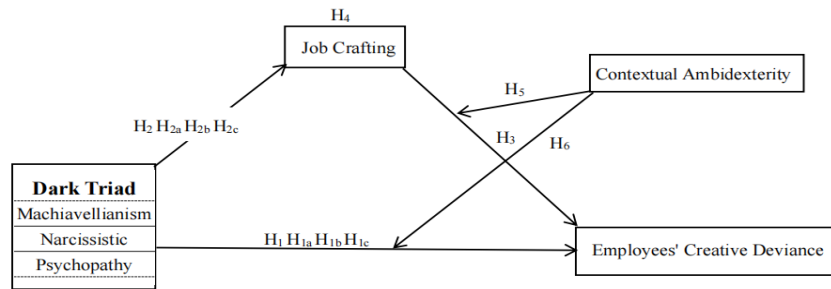 H4
Job Crafting
Contextual Ambidexterity
H5
H2 H2a H2b H2c
H3
H6
Dark Triad
Machiavellianism
Narcissistic
Psychopathy
H1 H1a H1b H1c
Employees' Creative Deviance